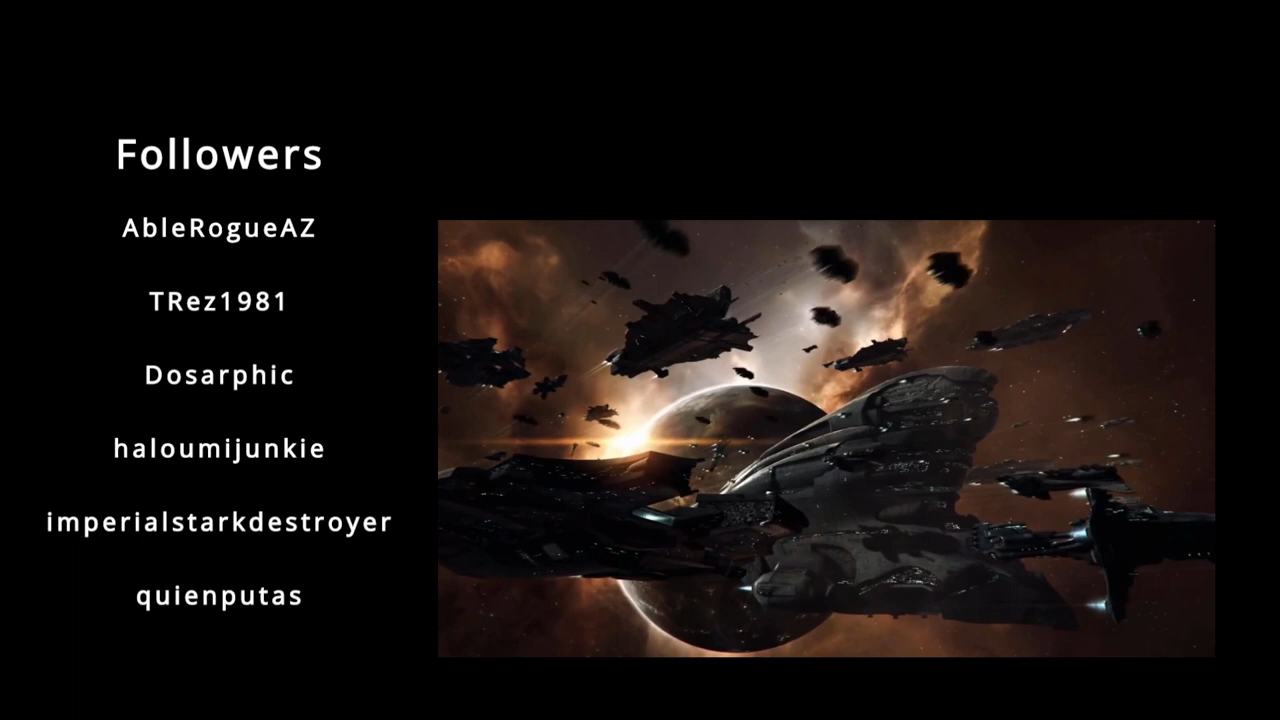 Followers
AbleRogueAZ
TRez1981
Dosarphic
haloumijunkie
imperialstarkdestroyer
quienputas